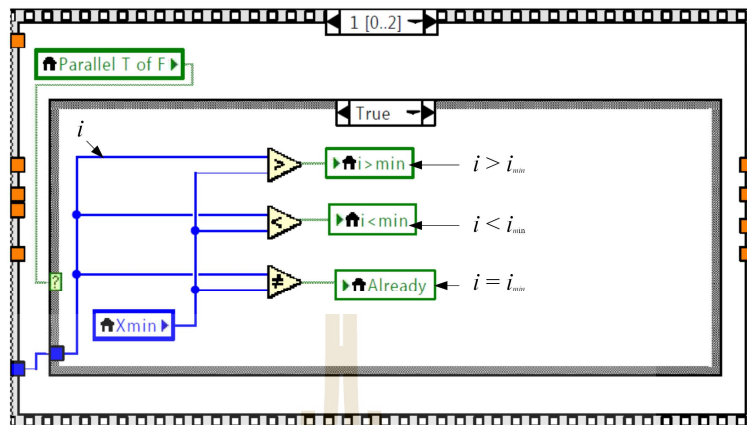 1 [0..2]
Parallel T of F
True
i
>
i>min
i > i_min
<
i<min
i < i_min
≠
Already
i = i_min
?
Xmin